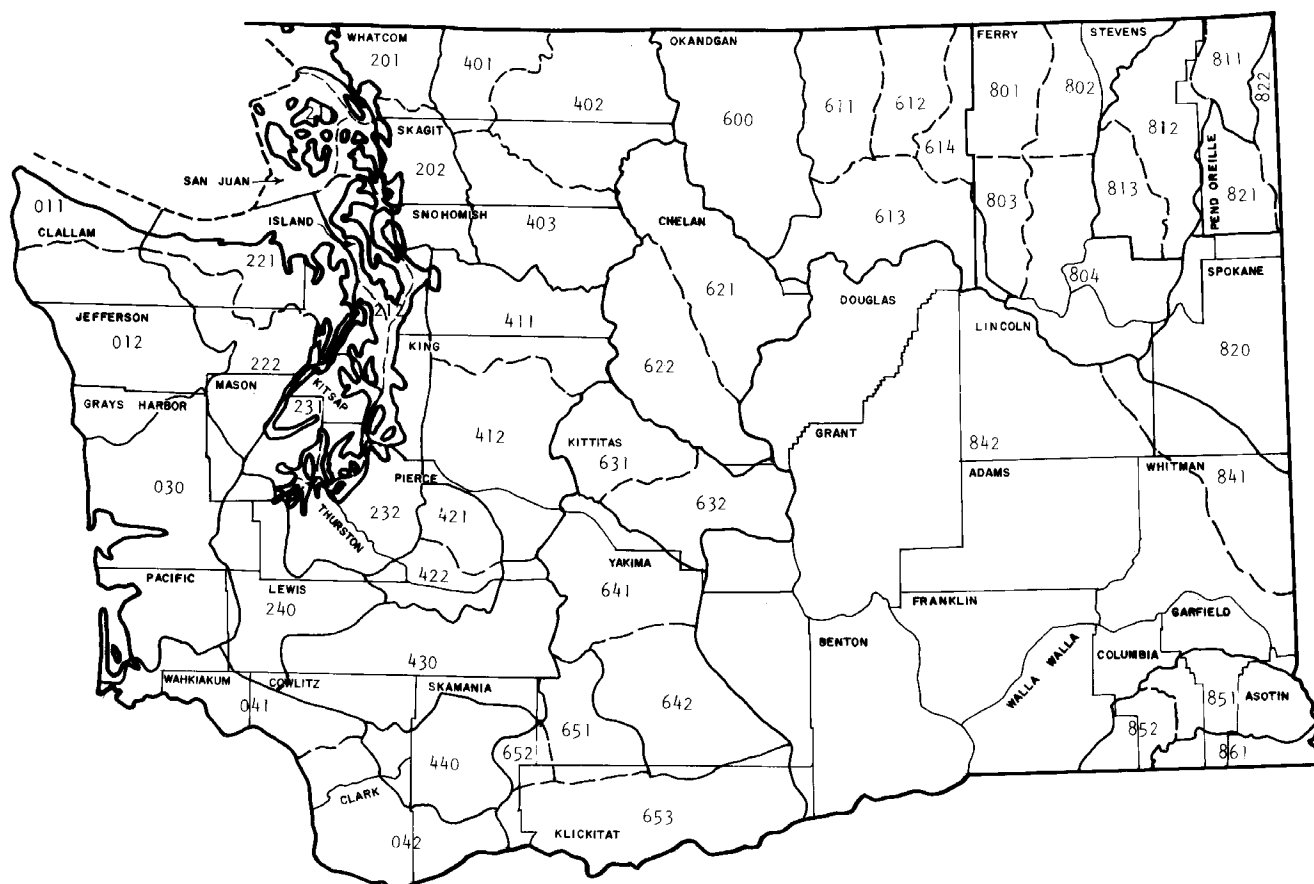 WHATCOM
201
401
402
OKANDGAN
600
611
612
614
FERRY
801
802
STEVENS
811
822
812
813
PEND OREILLE
821
SKAGIT
202
SAN JUAN
ISLAND
SNOHOMISH
403
CHELAN
613
803
804
SPOKANE
820
011
CLALLAM
221
621
DOUGLAS
LINCOLN
JEFFERSON
012
222
411
KING
622
MASON
KITSAP
231
GRAYS HARBOR
412
KITTITAS
631
GRANT
842
ADAMS
WHITMAN
841
030
PIERCE
232
421
632
THURSTON
422
YAKIMA
641
PACIFIC
LEWIS
240
FRANKLIN
GARFIELD
430
BENTON
WALLA WALLA
COLUMBIA
WAHKIAKUM
COWLITZ
041
SKAMANIA
642
651
652
851
ASOTIN
852
861
440
CLARK
042
653
KLICKITAT